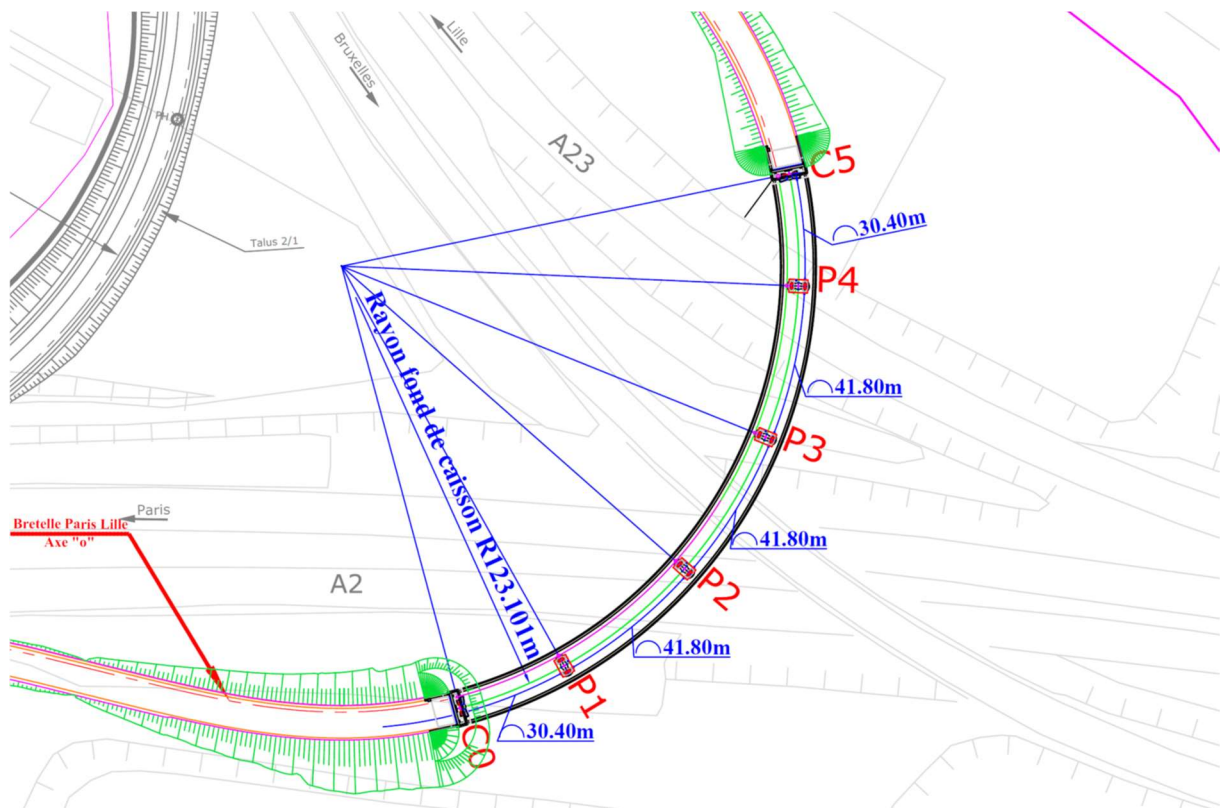 Lille
Bruxelles
PH
A23
C5
30.40m
Talus 2/1
P4
Rayon fond de caisson R123.101m
41.80m
P3
Paris
Bretelle Paris Lille
Axe "o"
41.80m
A2
P2
41.80m
P1
30.40m
C0